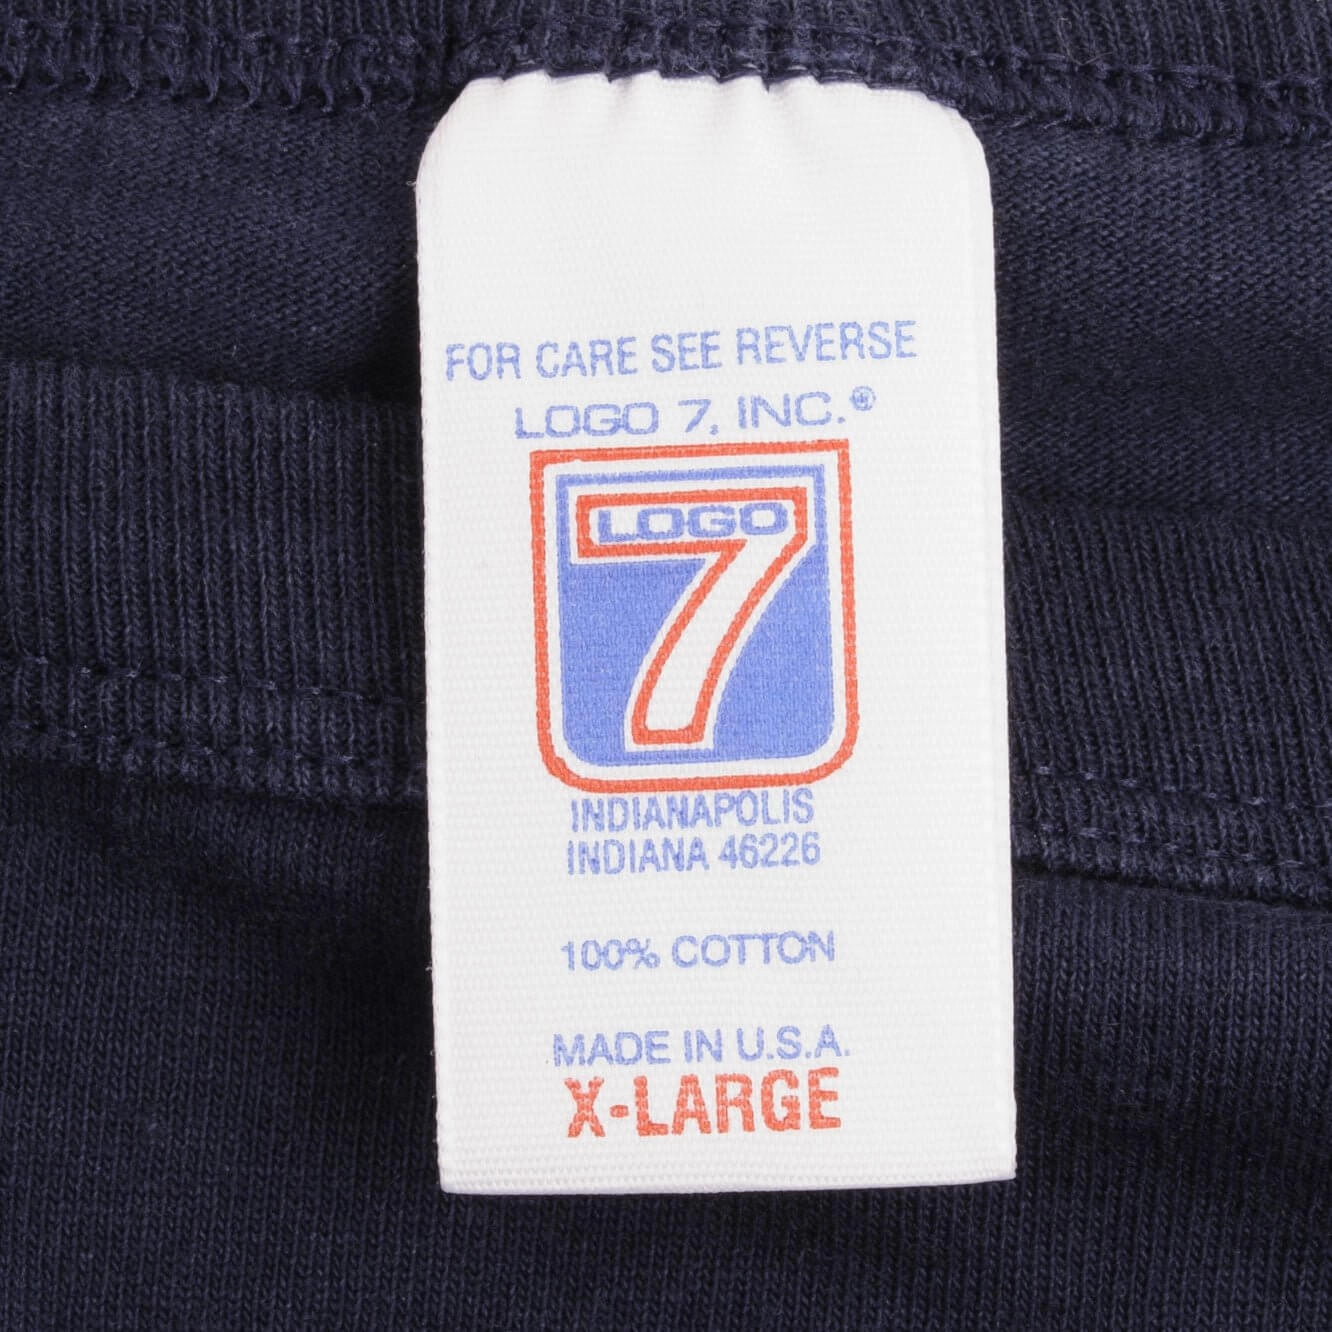 FOR CARE SEE REVERSE
LOGO 7, INC.®
LOGO
7
INDIANAPOLIS
INDIANA 46226
100% COTTON
MADE IN U.S.A.
X-LARGE